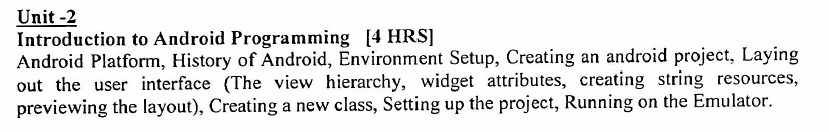 Unit -2
Introduction to Android Programming [4 HRS]
Android Platform, History of Android, Environment Setup, Creating an android project, Laying
out the user interface (The view hierarchy, widget attributes, creating string resources,
previewing the layout), Creating a new class, Setting up the project, Running on the Emulator.